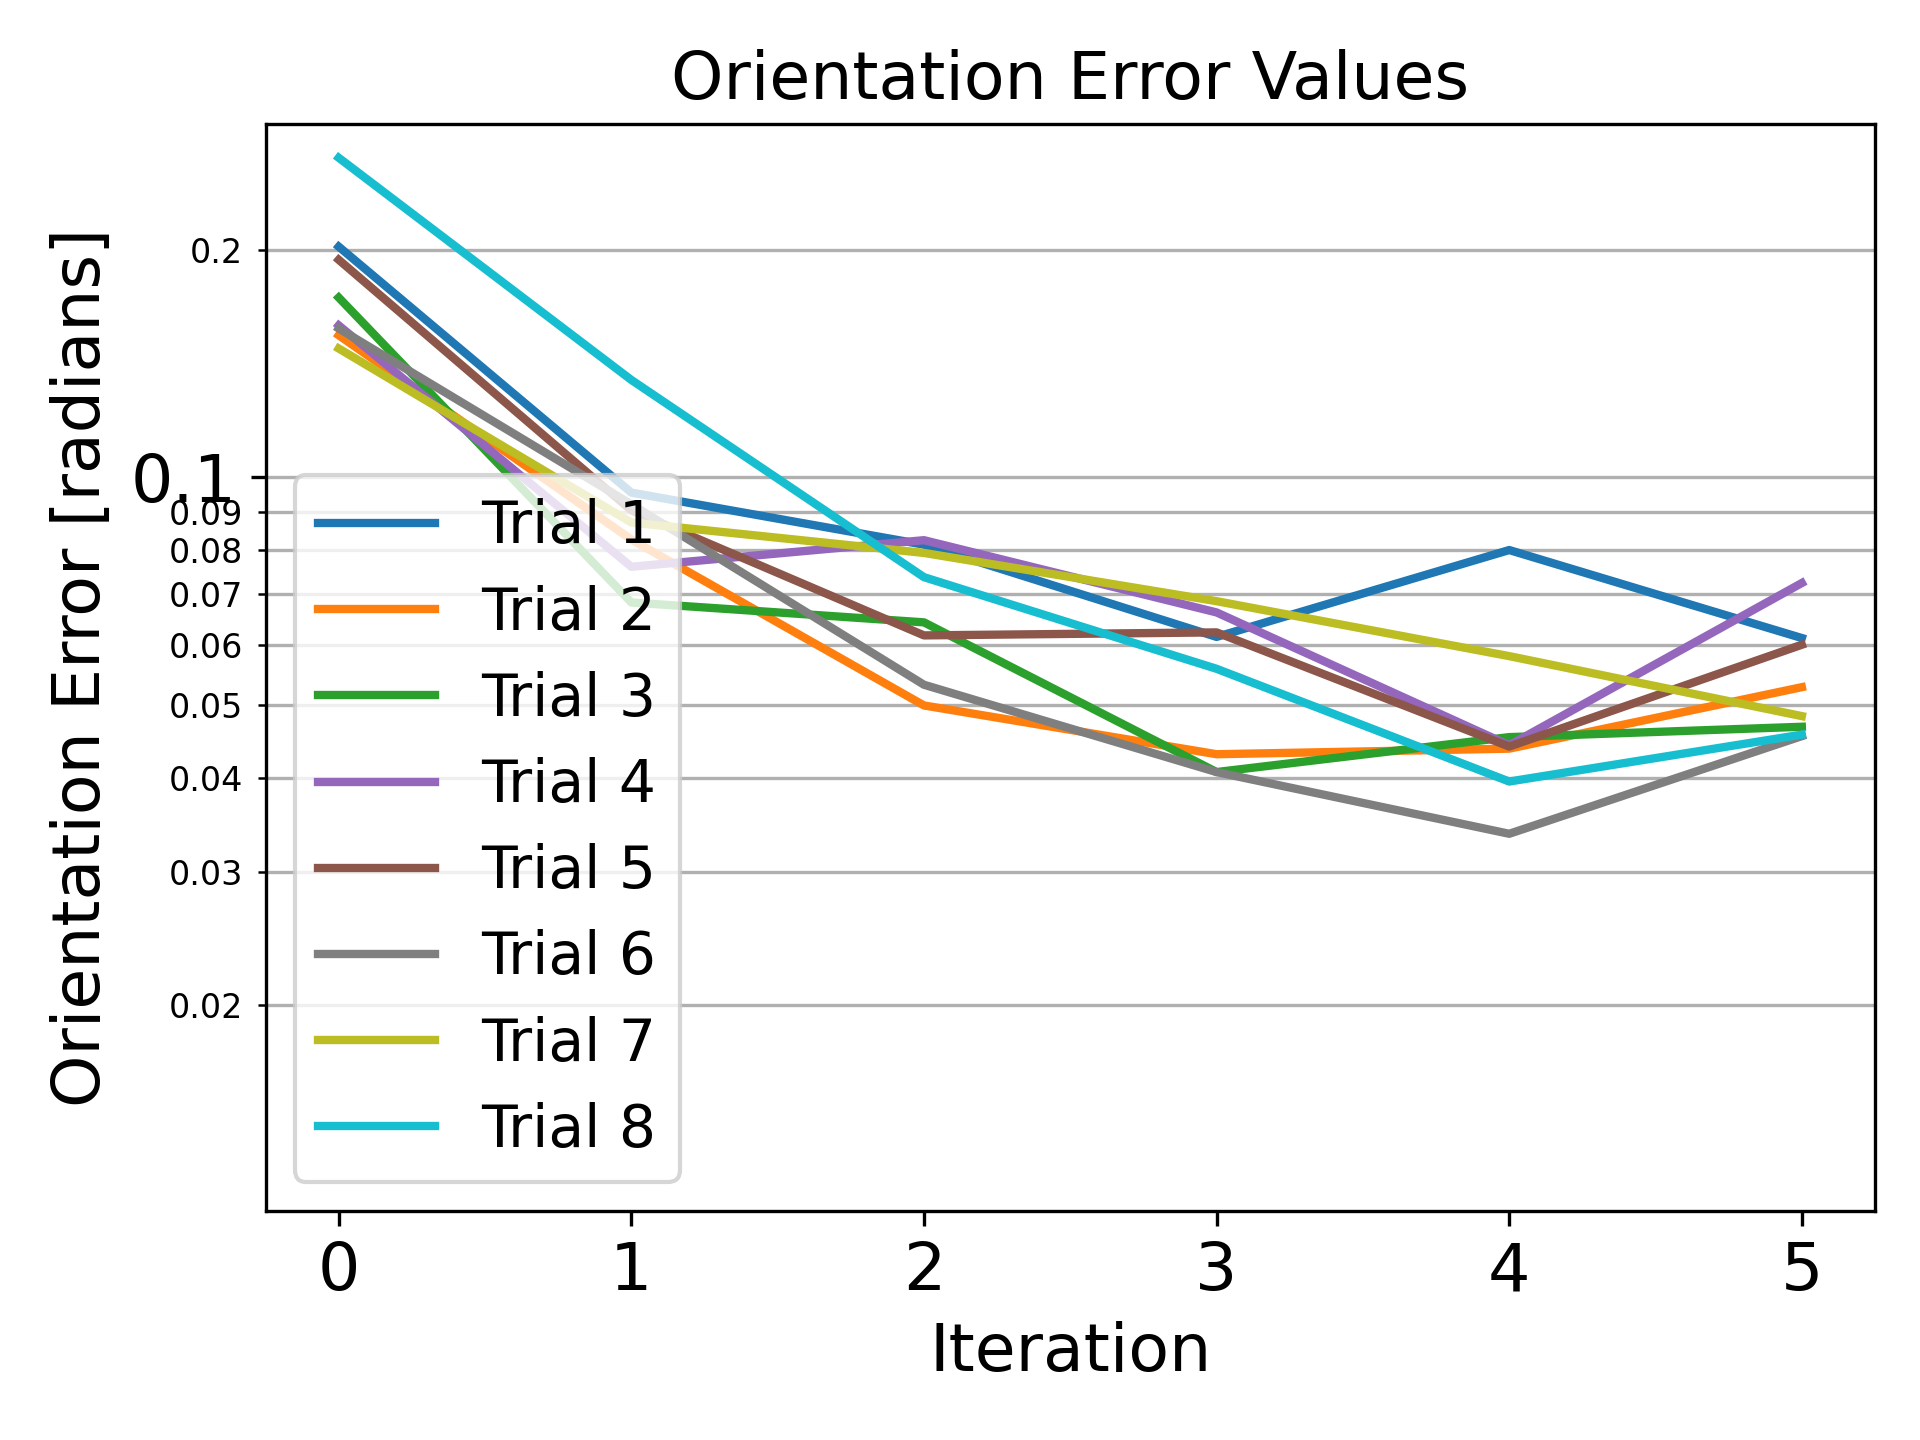 Orientation Error Values
Orientation Error [radians]
0.2
0.1
0.09
0.08
0.07
0.06
0.05
0.04
0.03
0.02
Trial 1
Trial 2
Trial 3
Trial 4
Trial 5
Trial 6
Trial 7
Trial 8
0 1 2 3 4 5
Iteration